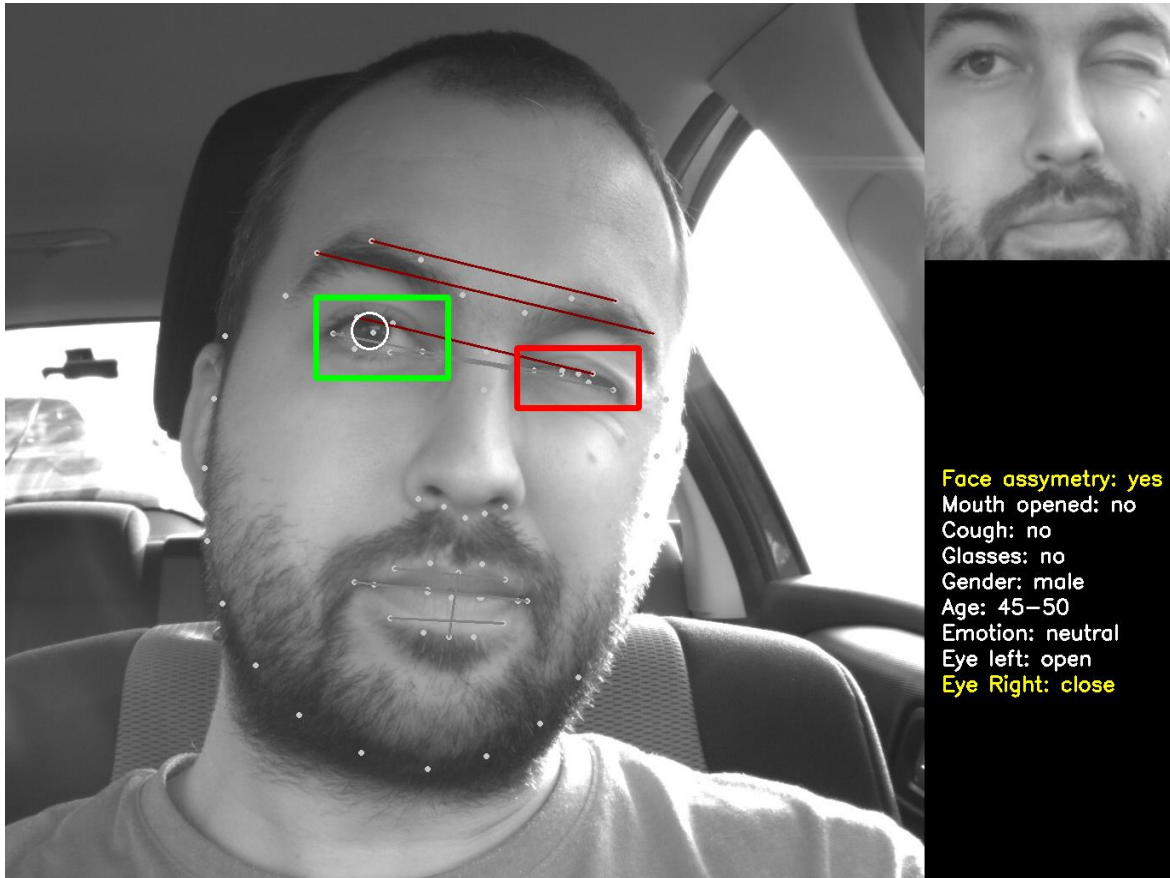 Face assymetry: yes
Mouth opened: no
Cough: no
Glasses: no
Gender: male
Age: 45-50
Emotion: neutral
Eye left: open
Eye Right: close